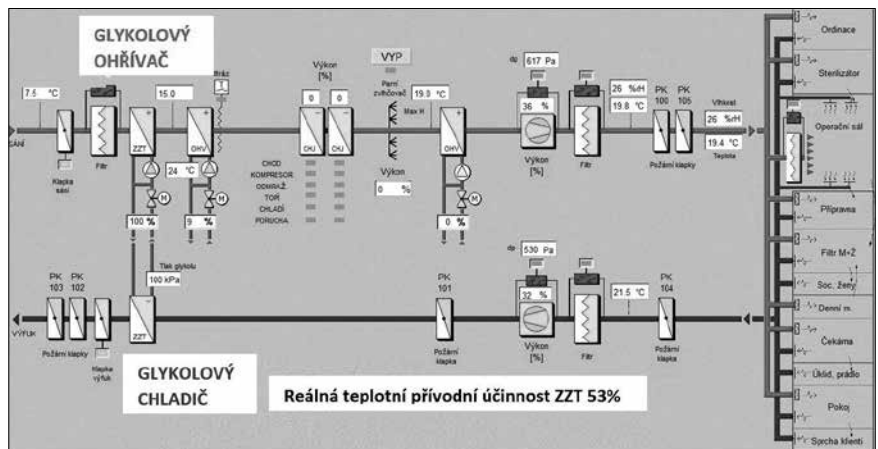 GLYKOLOVÝ
OHŘÍVAČ
7.5 °C
15.0
Mráz
T
Výkon
[%]
0
0
VYP
Parní
zvlhčovač
Max H
19.0 °C
dp
617 Pa
36 %
26 %rH
19.8 °C
PK
100
PK
105
Vlhkost
26 %rH
19.4 °C
Teplota
SÁNÍ
Klapka
sání
Filtr
ZZT
OHV
24 °C
M
M
100 %
9 %
CHJ
CHJ
CHOD
KOMPRESOR
ODMRAŽ.
TOPÍ
CHLADÍ
PORUCHA
Výkon
0 %
OHV
M
0 %
Výkon
[%]
Filtr
Požární klapky
Ordinace
Sterilizátor
Operační sál
Přípravna
Filtr M+Ž
Soc. ženy
Denní m.
Čekárna
Úklid, prádlo
Pokoj
Sprcha klienti
Tlak glykolu
100 kPa
PK
103
PK
102
VÝFUK
Požární klapky
Klapka
výfuk
ZZT
PK
101
Požární
klapka
dp
530 Pa
32 %
Výkon
[%]
Filtr
21.5 °C
PK
104
Požární
klapka
GLYKOLOVÝ
CHLADIČ
Reálná teplotní přívodní účinnost ZZT 53%